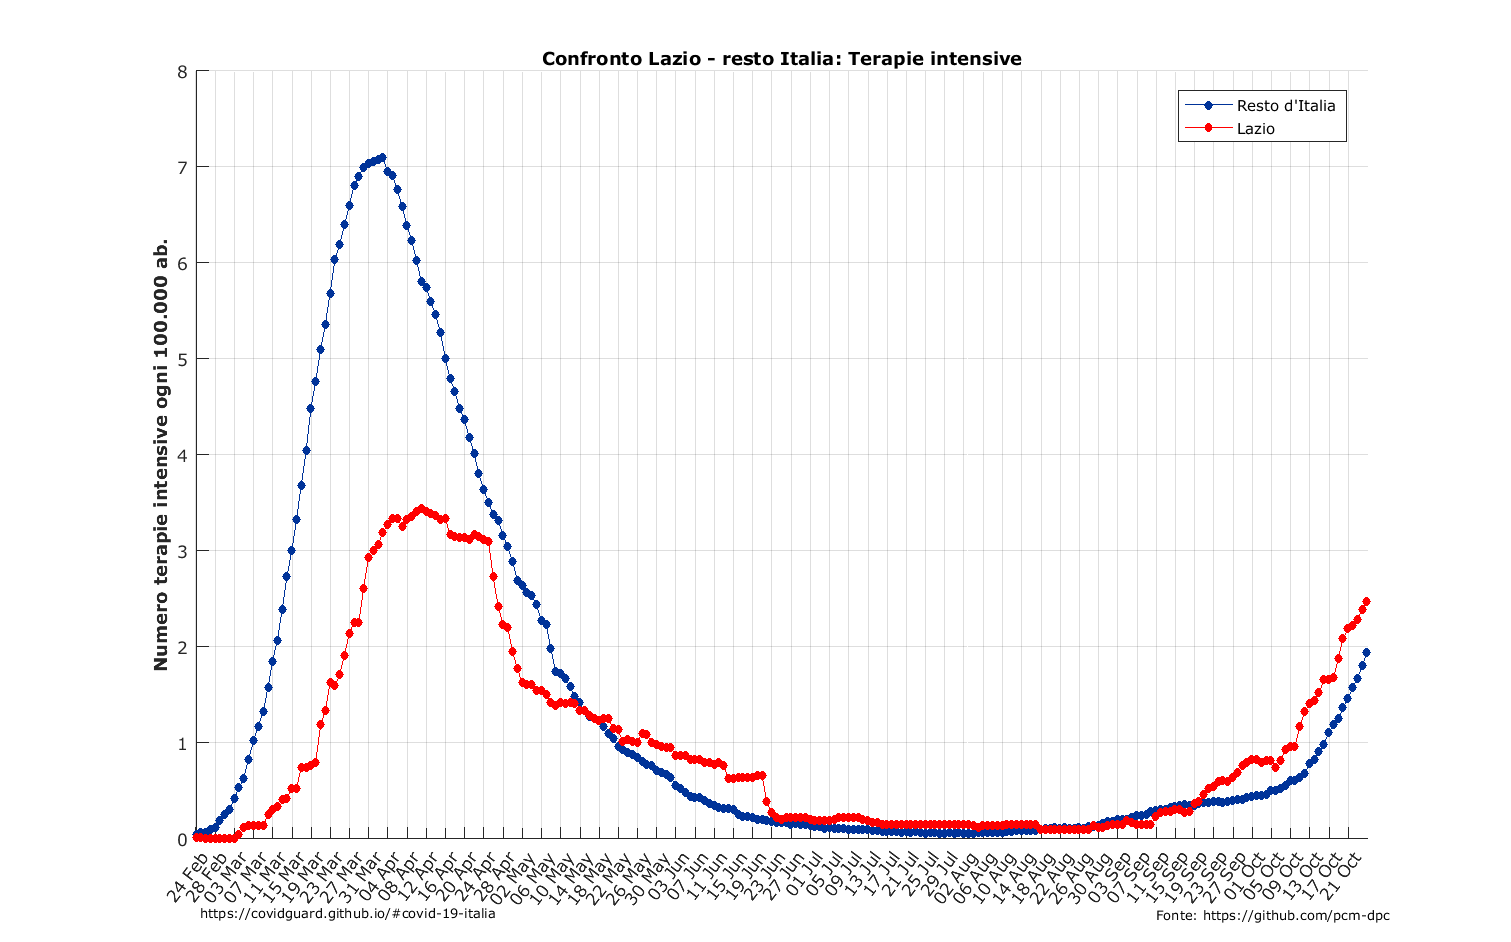 Confronto Lazio - resto Italia: Terapie intensive
Resto d'Italia
Lazio
Numero terapie intensive ogni 100.000 ab.
8
7
6
5
4
3
2
1
0
24 Feb
28 Feb
03 Mar
07 Mar
11 Mar
15 Mar
19 Mar
23 Mar
27 Mar
31 Mar
04 Apr
08 Apr
12 Apr
16 Apr
20 Apr
24 Apr
28 Apr
02 May
06 May
10 May
14 May
18 May
22 May
26 May
30 May
03 Jun
07 Jun
11 Jun
15 Jun
19 Jun
23 Jun
27 Jun
01 Jul
05 Jul
09 Jul
13 Jul
17 Jul
21 Jul
25 Jul
29 Jul
02 Aug
06 Aug
10 Aug
14 Aug
18 Aug
22 Aug
26 Aug
30 Aug
03 Sep
07 Sep
11 Sep
15 Sep
19 Sep
23 Sep
27 Sep
01 Oct
05 Oct
09 Oct
13 Oct
17 Oct
21 Oct
https://covidguard.github.io/#covid-19-italia
Fonte: https://github.com/pcm-dpc